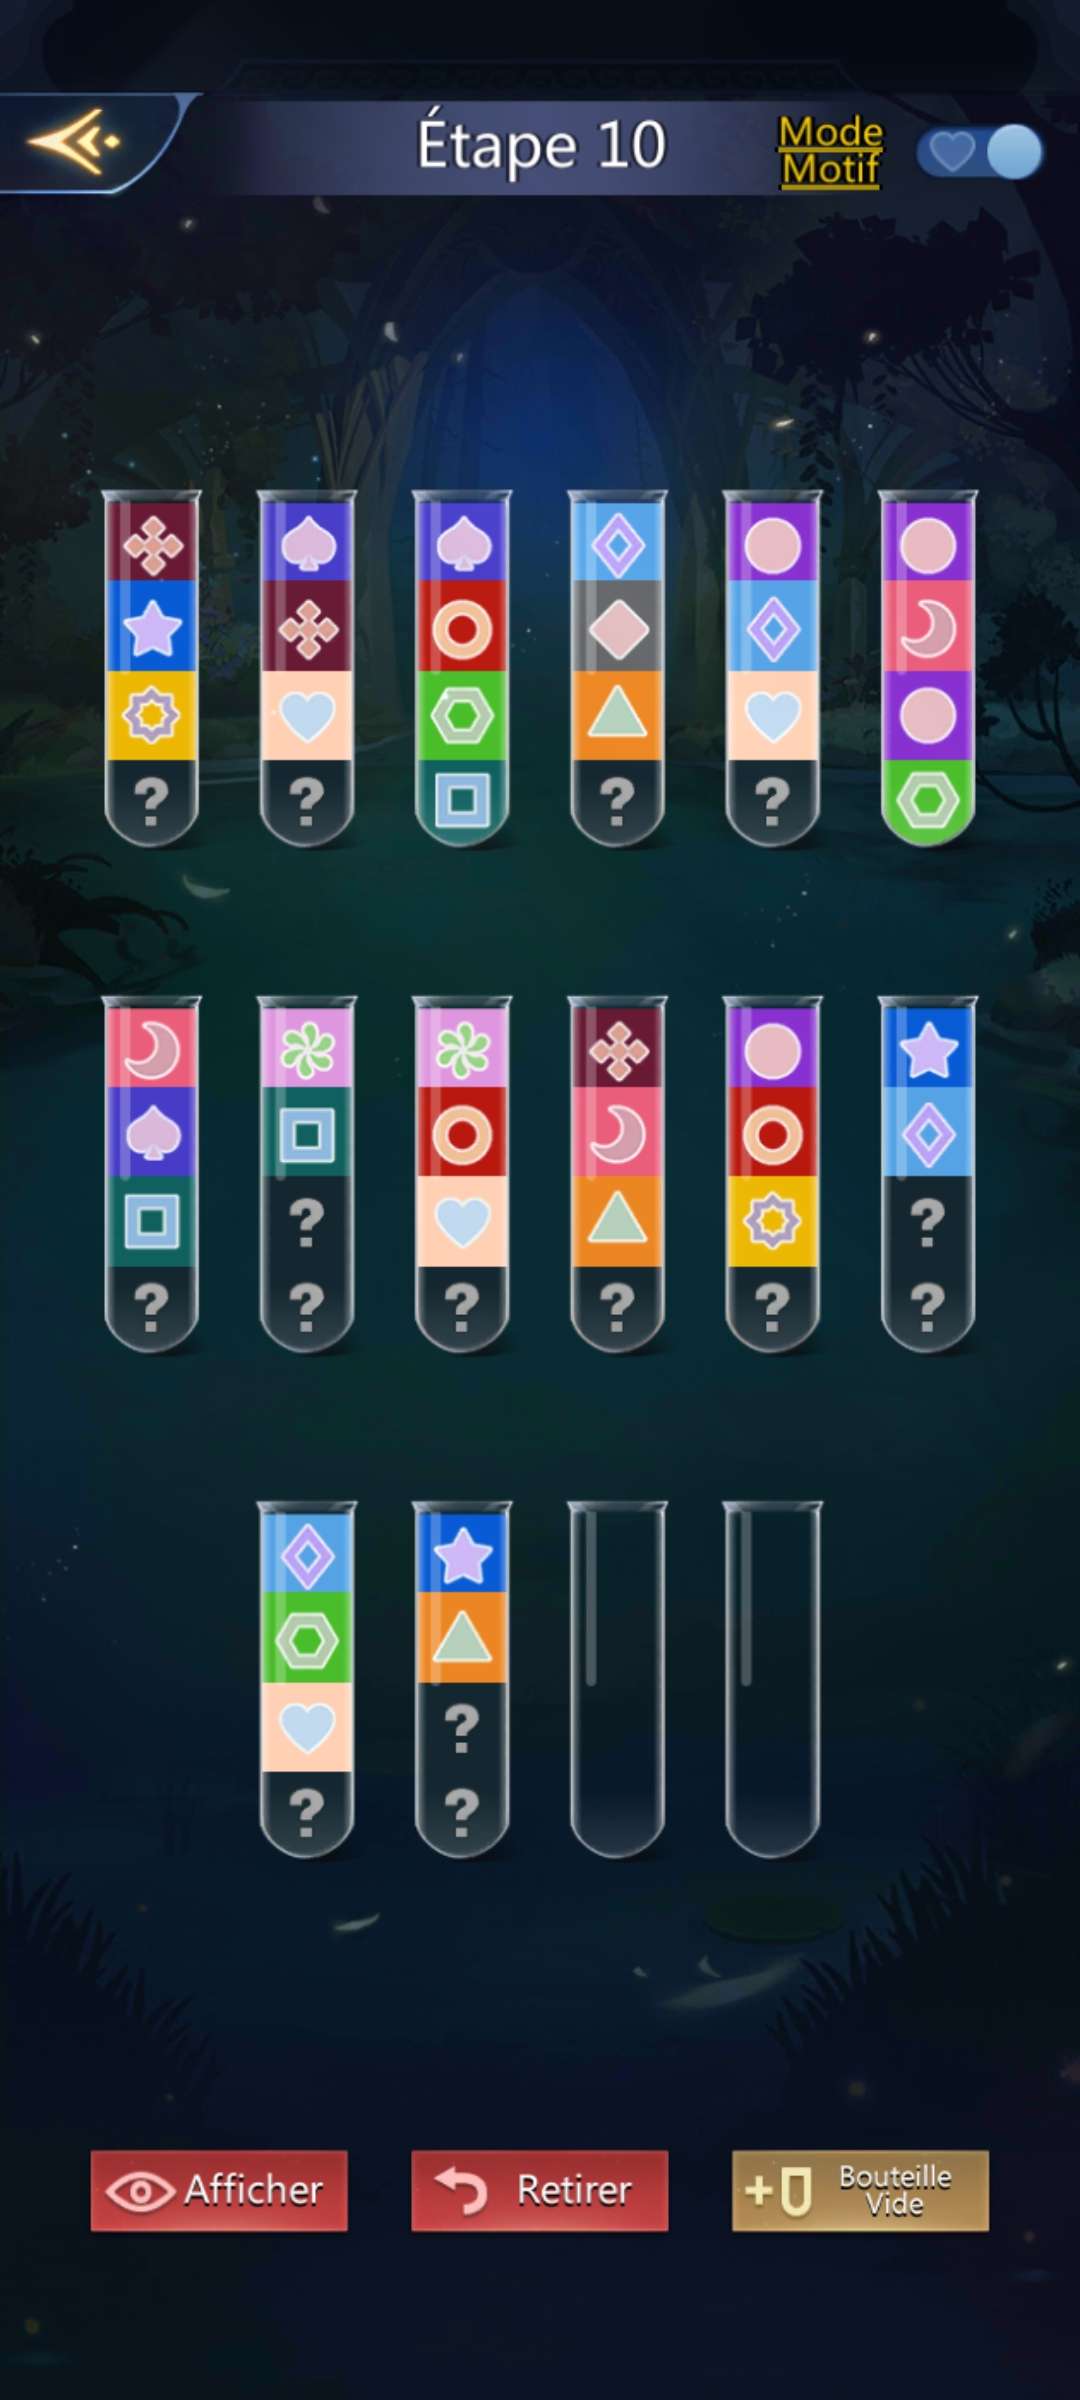 Étape 10
Mode
Motif
? ? ? ?
? ? 
? ? ? ? ? ?
?
? ?
Afficher
Retirer
+ Bouteille
Vide